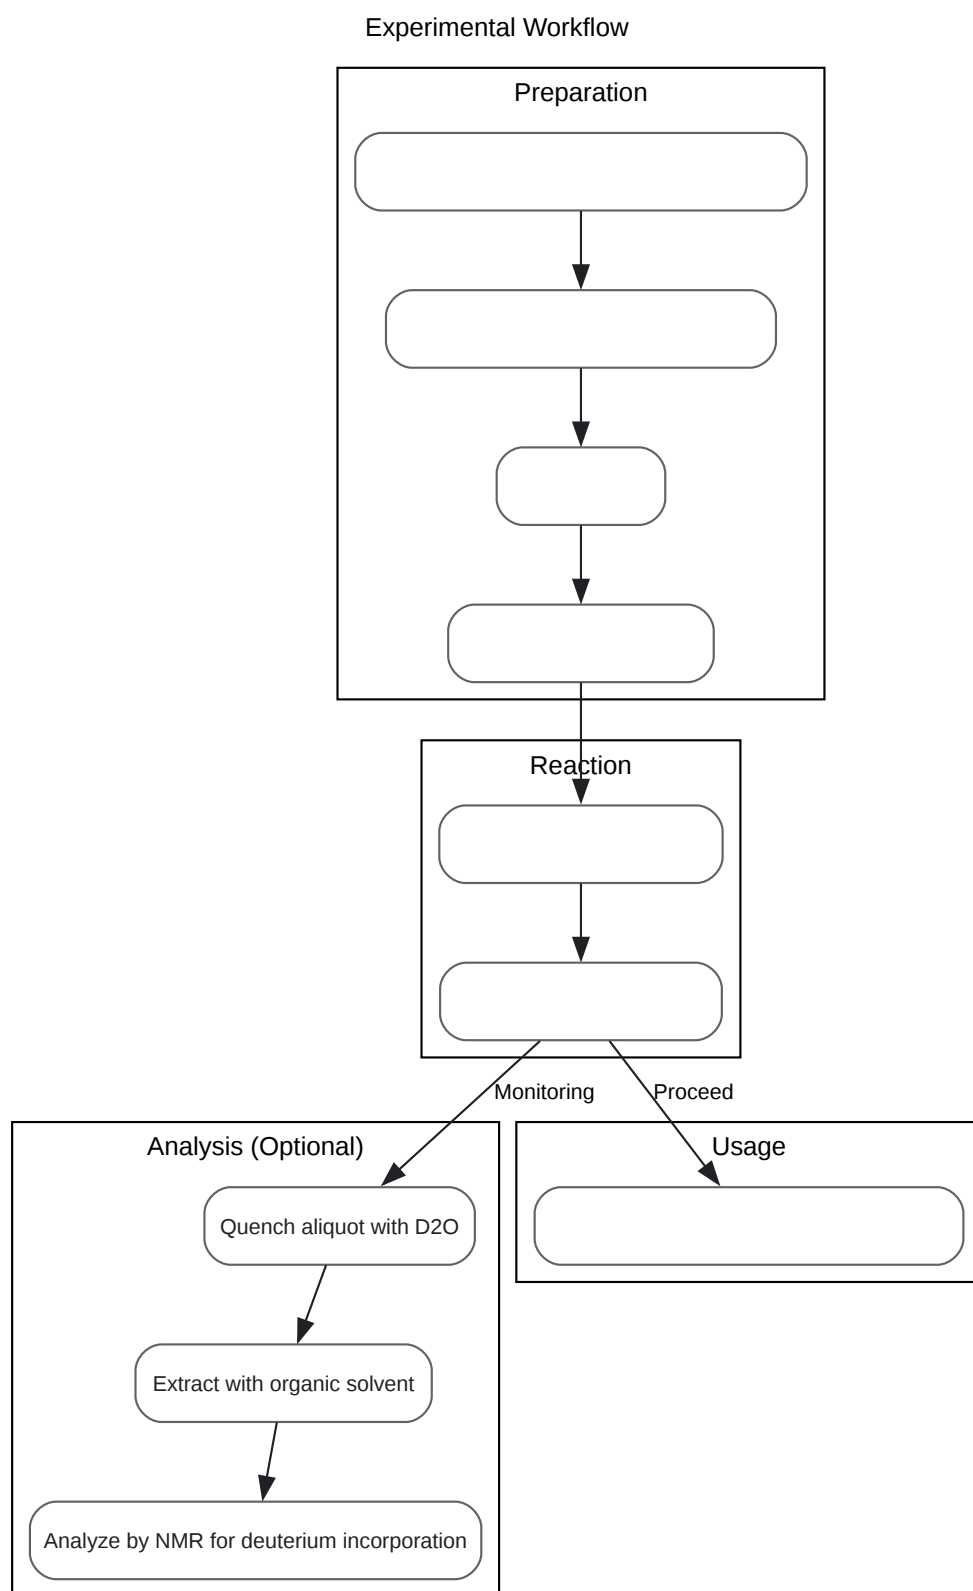 Experimental Workflow
Preparation
Reaction
Monitoring
Proceed
Analysis (Optional)
Usage
Quench aliquot with D2O
Extract with organic solvent
Analyze by NMR for deuterium incorporation